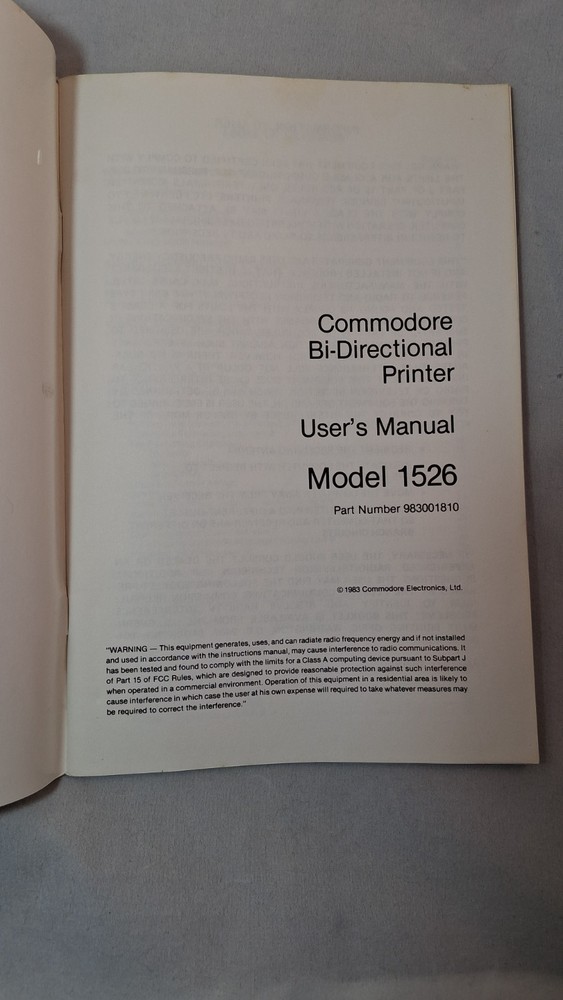 Commodore
Bi-Directional
Printer
User's Manual
Model 1526
Part Number 983001810
© 1983 Commodore Electronics, Ltd.
"WARNING — This equipment generates, uses, and can radiate radio frequency energy and if not installed
and used in accordance with the instructions manual, may cause interference to radio communications. It
has been tested and found to comply with the limits for a Class A computing device pursuant to Subpart J
of Part 15 of FCC Rules, which are designed to provide reasonable protection against such interference
when operated in a commercial environment. Operation of this equipment in a residential area is likely to
cause interference in which case the user at his own expense will required to take whatever measures may
be required to correct the interference."